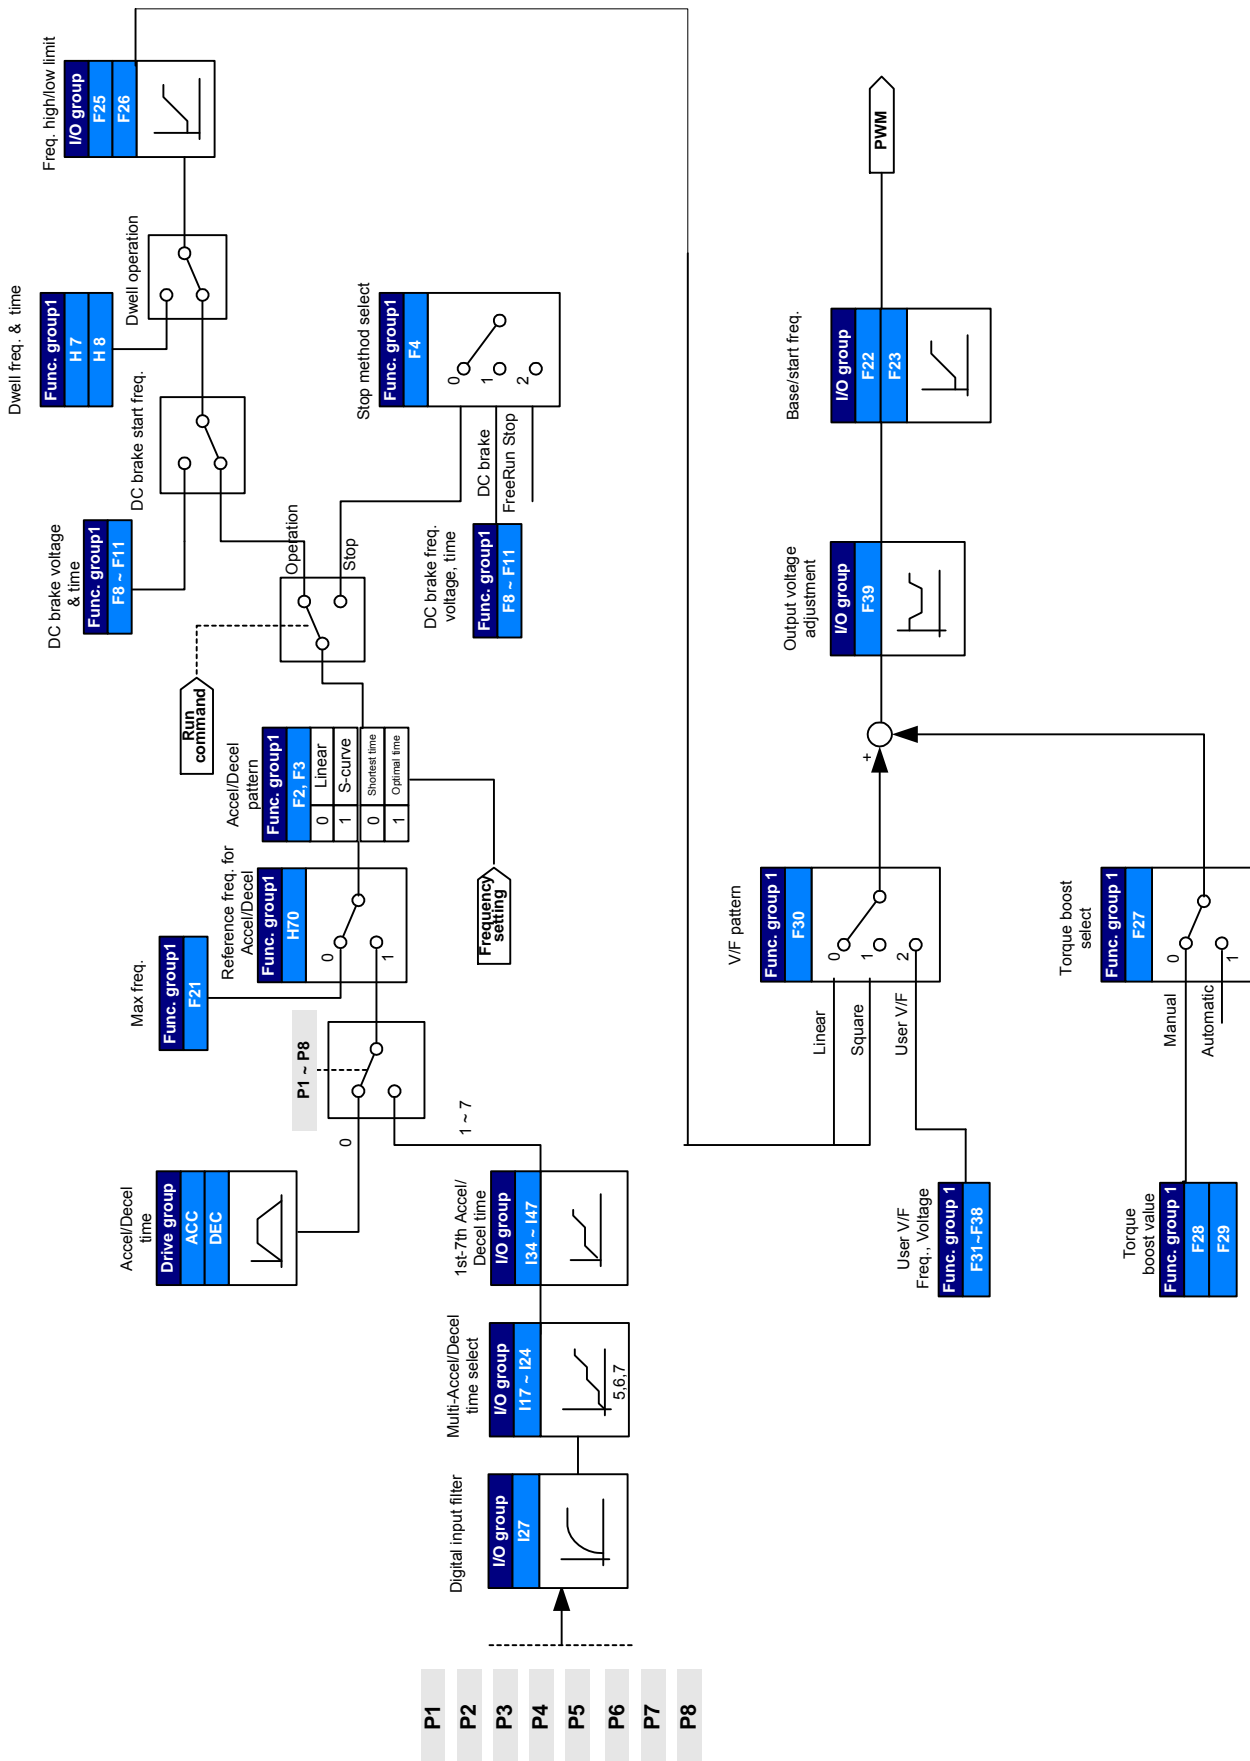 P1
P2
P3
P4
P5
P6
P7
P8
Digital input filter
I/O group
I27
Multi-Accel/Decel
time select
I/O group
I17 ~ I24
5,6,7
1st-7th Accel/
Decel time
I/O group
I34 ~ I47
Accel/Decel
time
Drive group
ACC
DEC
0
1 ~ 7
P1 ~ P8
Max freq.
Func. group1
F21
Reference freq. for
Accel/Decel
Func. group1
H70
0
1
Frequency
setting
Accel/Decel
pattern
Func. group1
F2, F3
0 Linear
1 S-curve
0 Shortest time
1 Optimal time
Run
command
Operation
Stop
DC brake voltage
& time
Func. group1
F8 ~ F11
DC brake start freq.
DC brake freq.
voltage, time
Func. group1
F8 ~ F11
DC brake
FreeRun Stop
Stop method select
Func. group1
F4
0
1
2
Dwell freq. & time
Func. group1
H 7
H 8
Dwell operation
Freq. high/low limit
I/O group
F25
F26
User V/F
Freq., Voltage
Func. group 1
F31~F38
Linear
Square
User V/F
V/F pattern
Func. group 1
F30
0
1
2
Torque
boost value
Func. group 1
F28
F29
Manual
Automatic
Torque boost
select
Func. group 1
F27
0
1
+
Output voltage
adjustment
I/O group
F39
Base/start freq.
I/O group
F22
F23
PWM